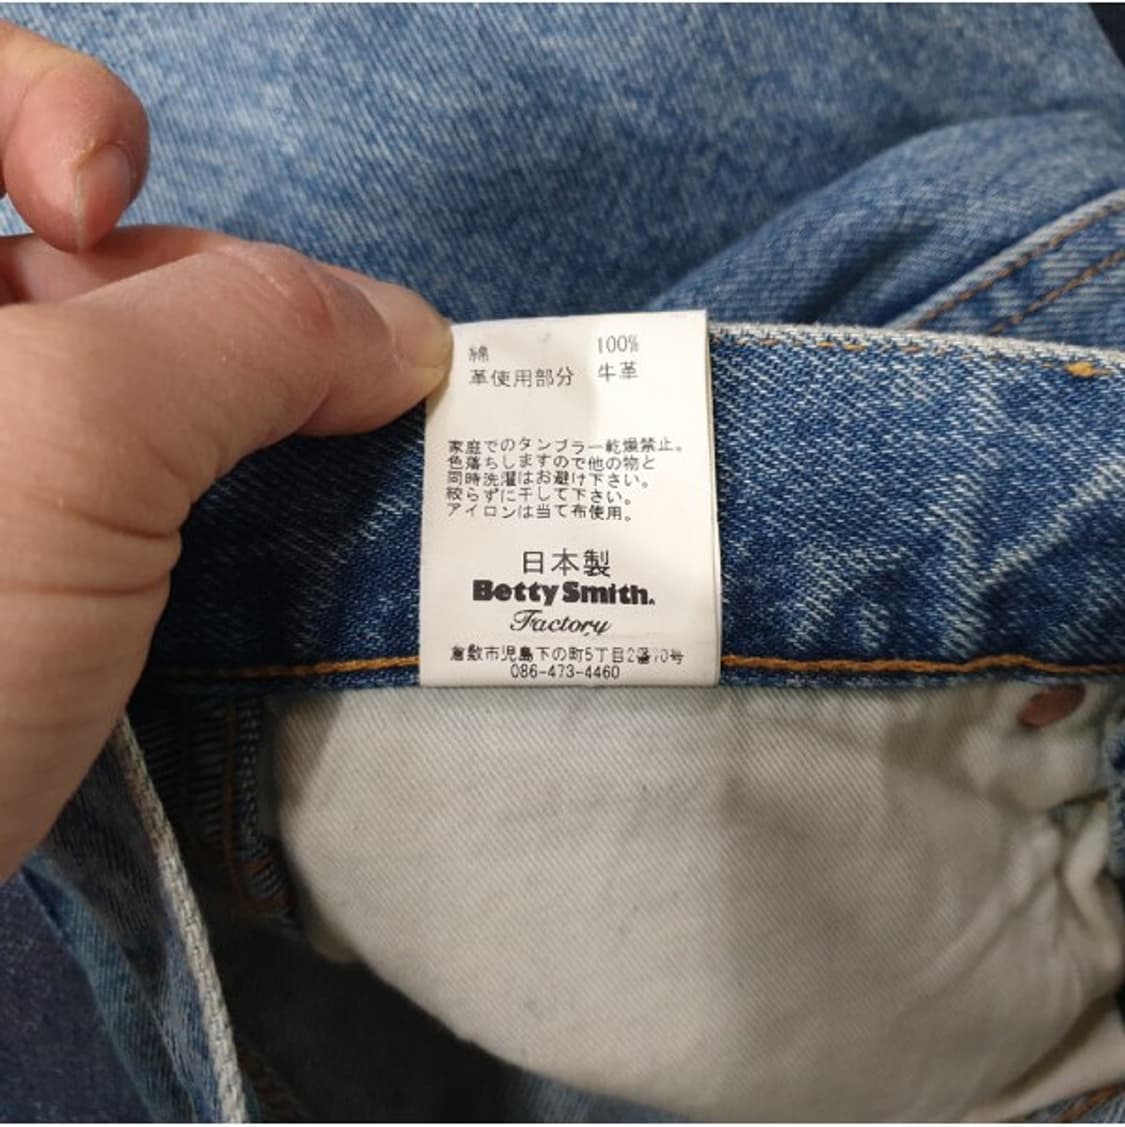 綿 100%
革使用部分 牛革
家庭でのタンブラー乾燥禁止。
色落ちしますので他の物と
同時洗濯はお避け下さい。
絞らずに干して下さい。
アイロンは当て布使用。
日本製
Betty Smith.
Factory
倉敷市児島下の町5丁目2番70号
086-473-4460